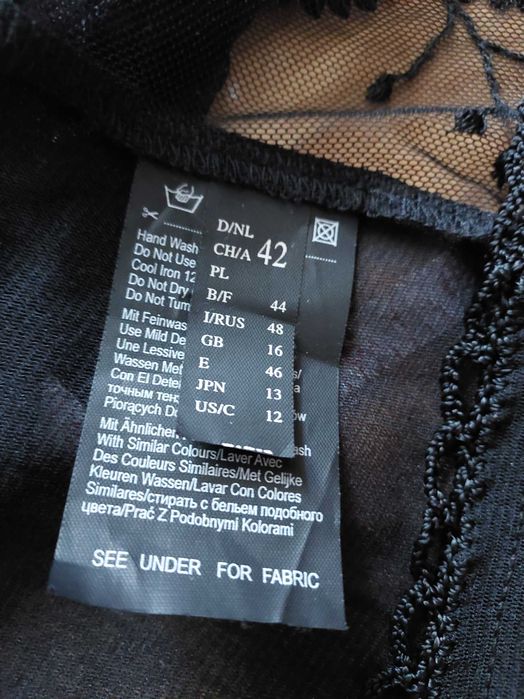 D/NL
CH/A 42
PL
B/F 44
I/RUS 48
GB 16
E 46
JPN 13
US/C 12
Hand Wash
Do Not Use
Cool Iron
Do Not Dry
Do Not Tum
Mit Feinwas
Use Mild De
Une Lessive
Wassen Met
Con El Deter
точным тен
Piorących Do
Mit Ähnlichen
With Similar Colours/Laver Avec
Des Couleurs Similaires/Met Gelijke
Kleuren Wassen/Lavar Con Colores
Similares/стирать с бельем подобного
цвета/Prać Z Podobnymi Kolorami
SEE UNDER FOR FABRIC